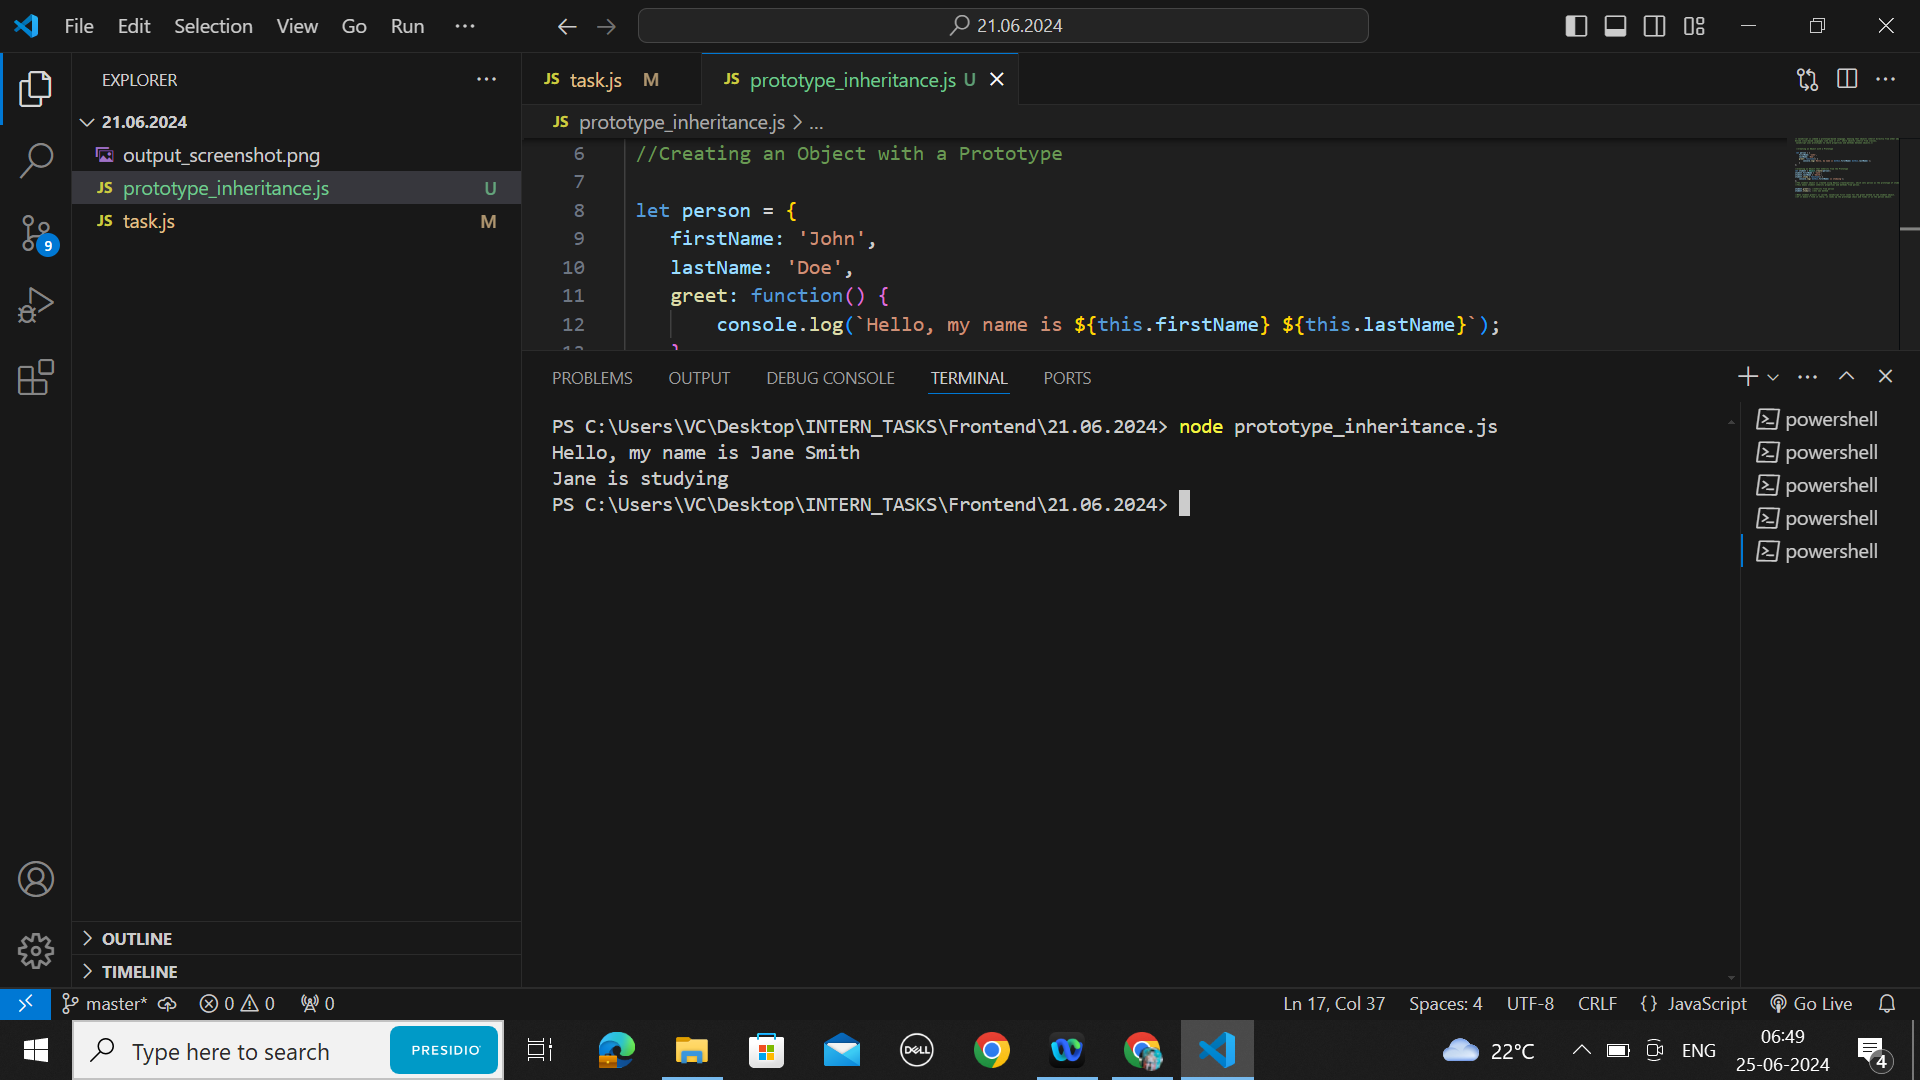 File Edit Selection View Go Run ...
21.06.2024
EXPLORER ...
JS task.js M
JS prototype_inheritance.js U
21.06.2024
output_screenshot.png
JS prototype_inheritance.js U
JS task.js M
9
JS prototype_inheritance.js > ...
6 //Creating an Object with a Prototype
7
8 let person = {
9 firstName: 'John',
10 lastName: 'Doe',
11 greet: function() {
12 console.log(`Hello, my name is ${this.firstName} ${this.lastName}`);
PROBLEMS OUTPUT DEBUG CONSOLE TERMINAL PORTS
PS C:\Users\VC\Desktop\INTERN_TASKS\Frontend\21.06.2024> node prototype_inheritance.js
Hello, my name is Jane Smith
Jane is studying
PS C:\Users\VC\Desktop\INTERN_TASKS\Frontend\21.06.2024>
powershell
powershell
powershell
powershell
powershell
OUTLINE
TIMELINE
master* 0 0 0
Ln 17, Col 37 Spaces: 4 UTF-8 CRLF {} JavaScript Go Live
Type here to search PRESIDIO
DELL
22°C ENG
06:49
25-06-2024
4